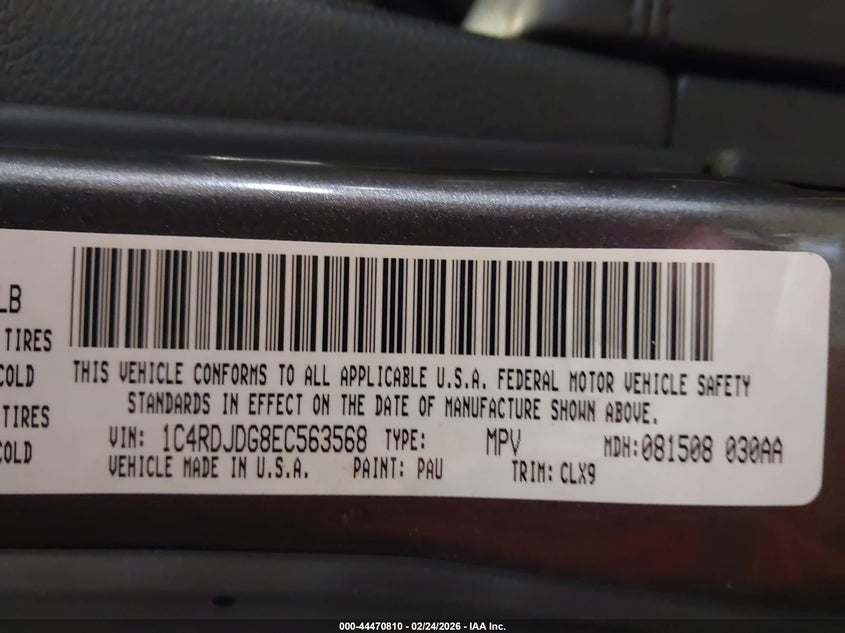 LB
TIRES
COLD
TIRES
COLD
THIS VEHICLE CONFORMS TO ALL APPLICABLE U.S.A. FEDERAL MOTOR VEHICLE SAFETY
STANDARDS IN EFFECT ON THE DATE OF MANUFACTURE SHOWN ABOVE.
VIN: 1C4RDJDG8EC563568 TYPE: MPV MDH:081508 030AA
VEHICLE MADE IN U.S.A. PAINT: PAU TRIM: CLX9
000-44470810 - 02/24/2026 - IAA Inc.